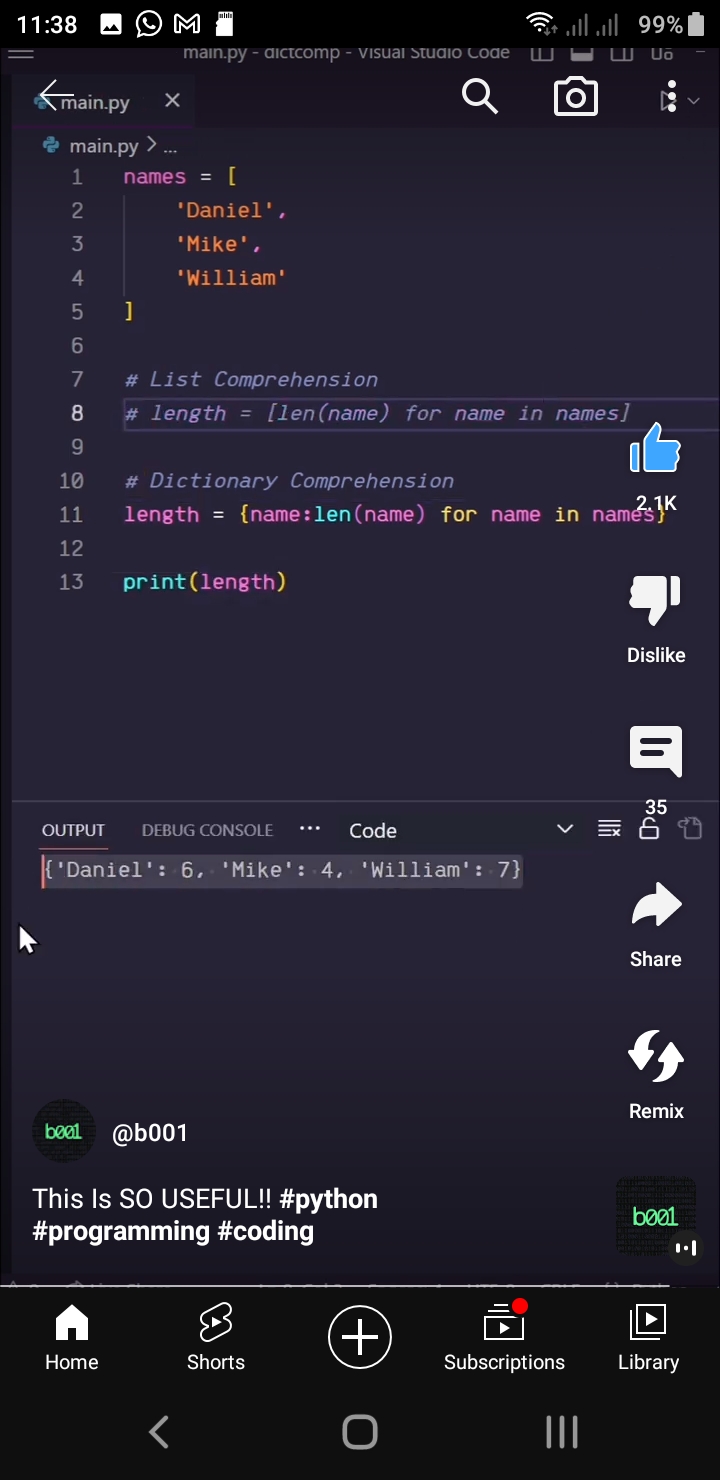 11:38
99%
main.py - dictcomp - Visual Studio Code
main.py
main.py > ...
1 names = [
2 'Daniel',
3 'Mike',
4 'William'
5 ]
6
7 # List Comprehension
8 # length = [len(name) for name in names]
9
10 # Dictionary Comprehension
11 length = {name:len(name) for name in names}
12
13 print(length)
2.1K
Dislike
35
OUTPUT DEBUG CONSOLE ... Code
{'Daniel': 6, 'Mike': 4, 'William': 7}
Share
Remix
b001 @b001
This Is SO USEFUL!! #python
#programming #coding
b001
Home Shorts Subscriptions Library